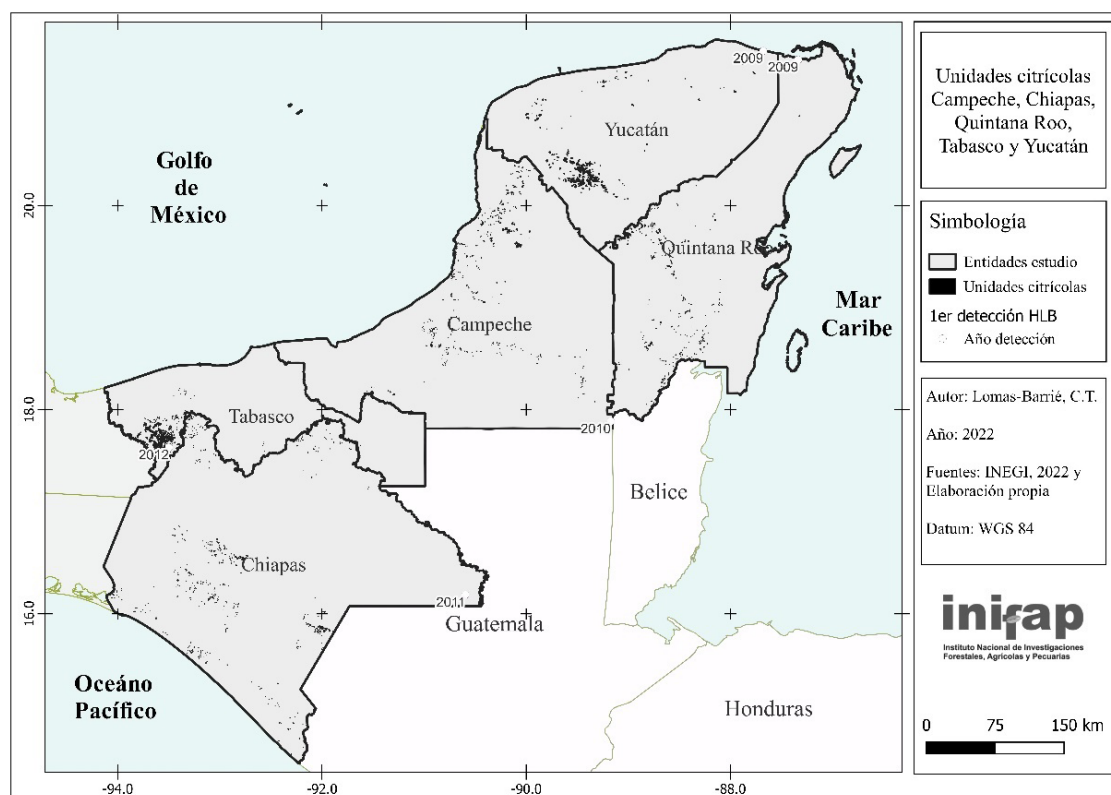 2009
2009
Yucatán
Golfo
de
México
Quintana Roo
Mar
Caribe
Campeche
Tabasco
2010
2012
Belice
Chiapas
2011
Guatemala
Oceáno
Pacífico
Honduras
20.0
18.0
16.0
-94.0
-92.0
-90.0
-88.0
Unidades citrícolas
Campeche, Chiapas,
Quintana Roo,
Tabasco y Yucatán
Simbología
Entidades estudio
Unidades citrícolas
1er detección HLB
Año detección
Autor: Lomas-Barrié, C.T.
Año: 2022
Fuentes: INEGI, 2022 y
Elaboración propia
Datum: WGS 84
inifap
Instituto Nacional de Investigaciones
Forestales, Agrícolas y Pecuarias
0 75 150 km